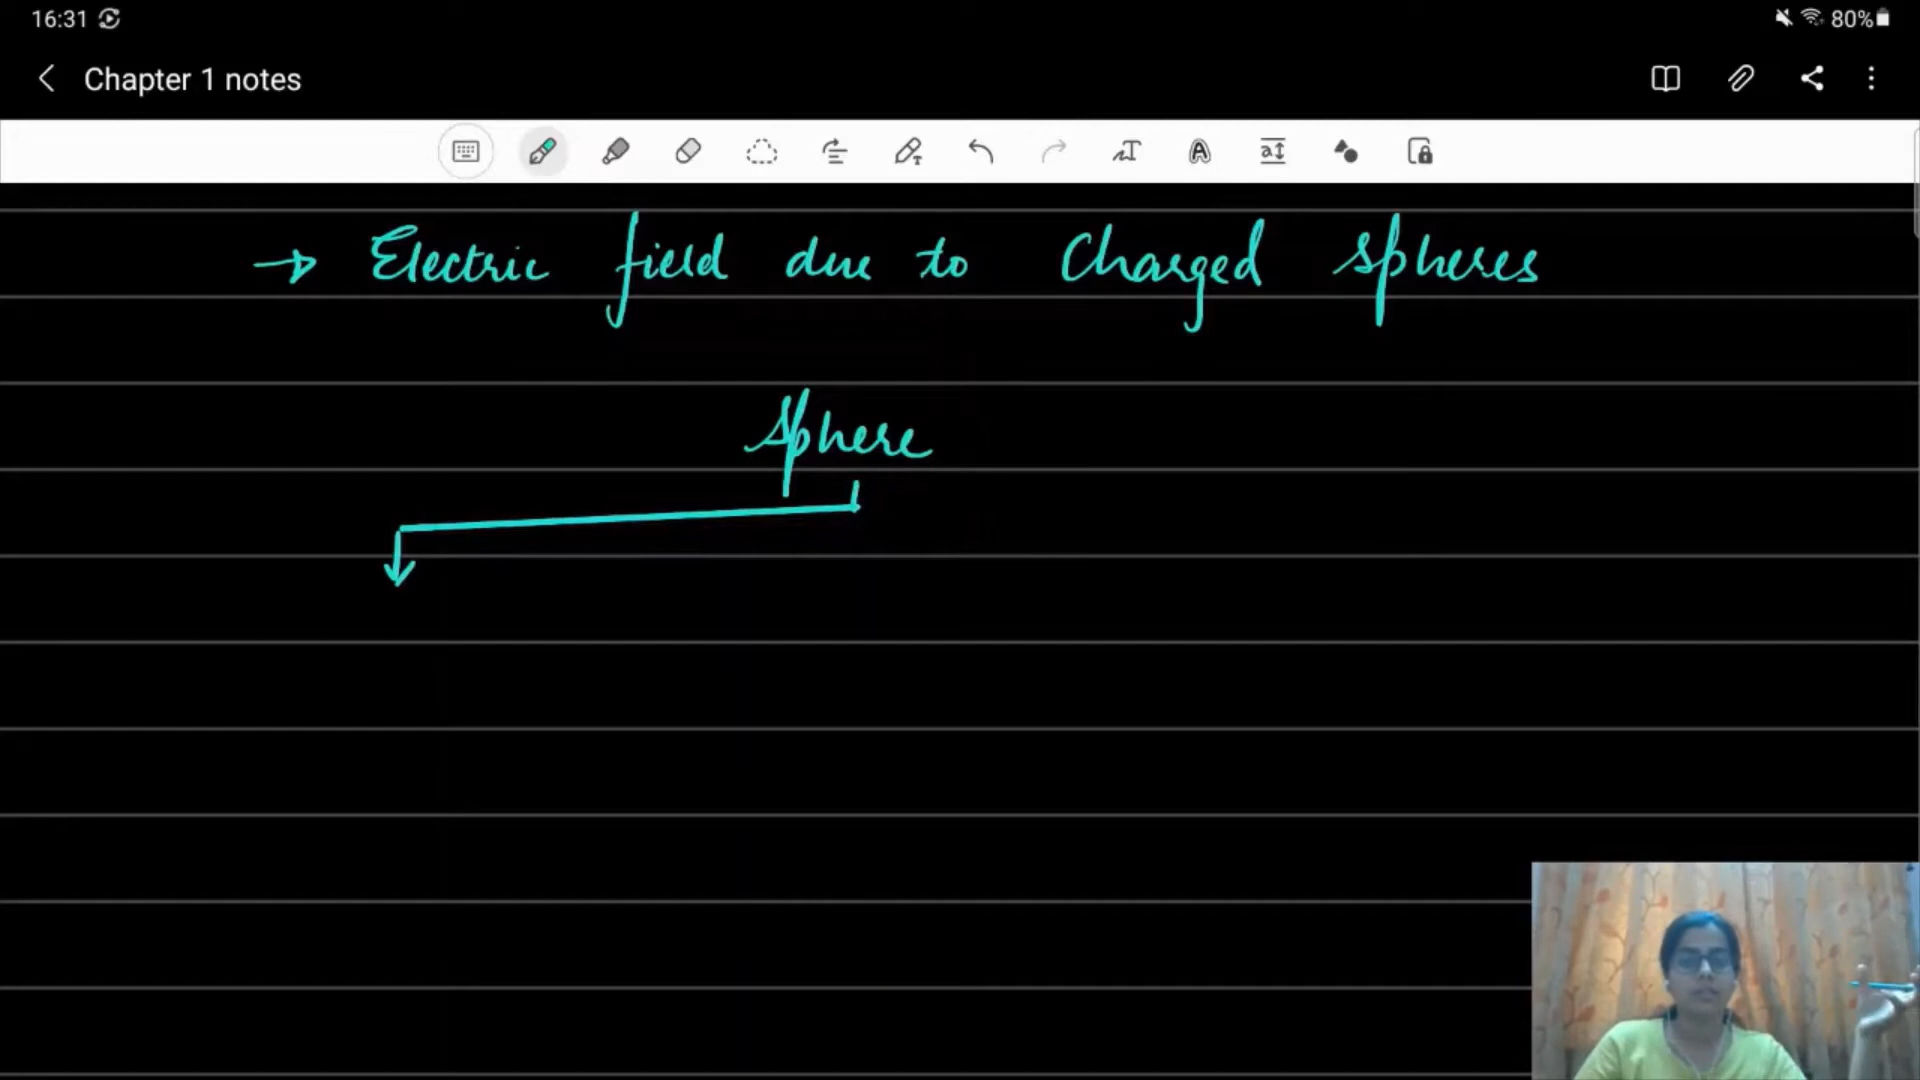 16:31 80%
Chapter 1 notes
→ Electric field due to Charged spheres
Sphere